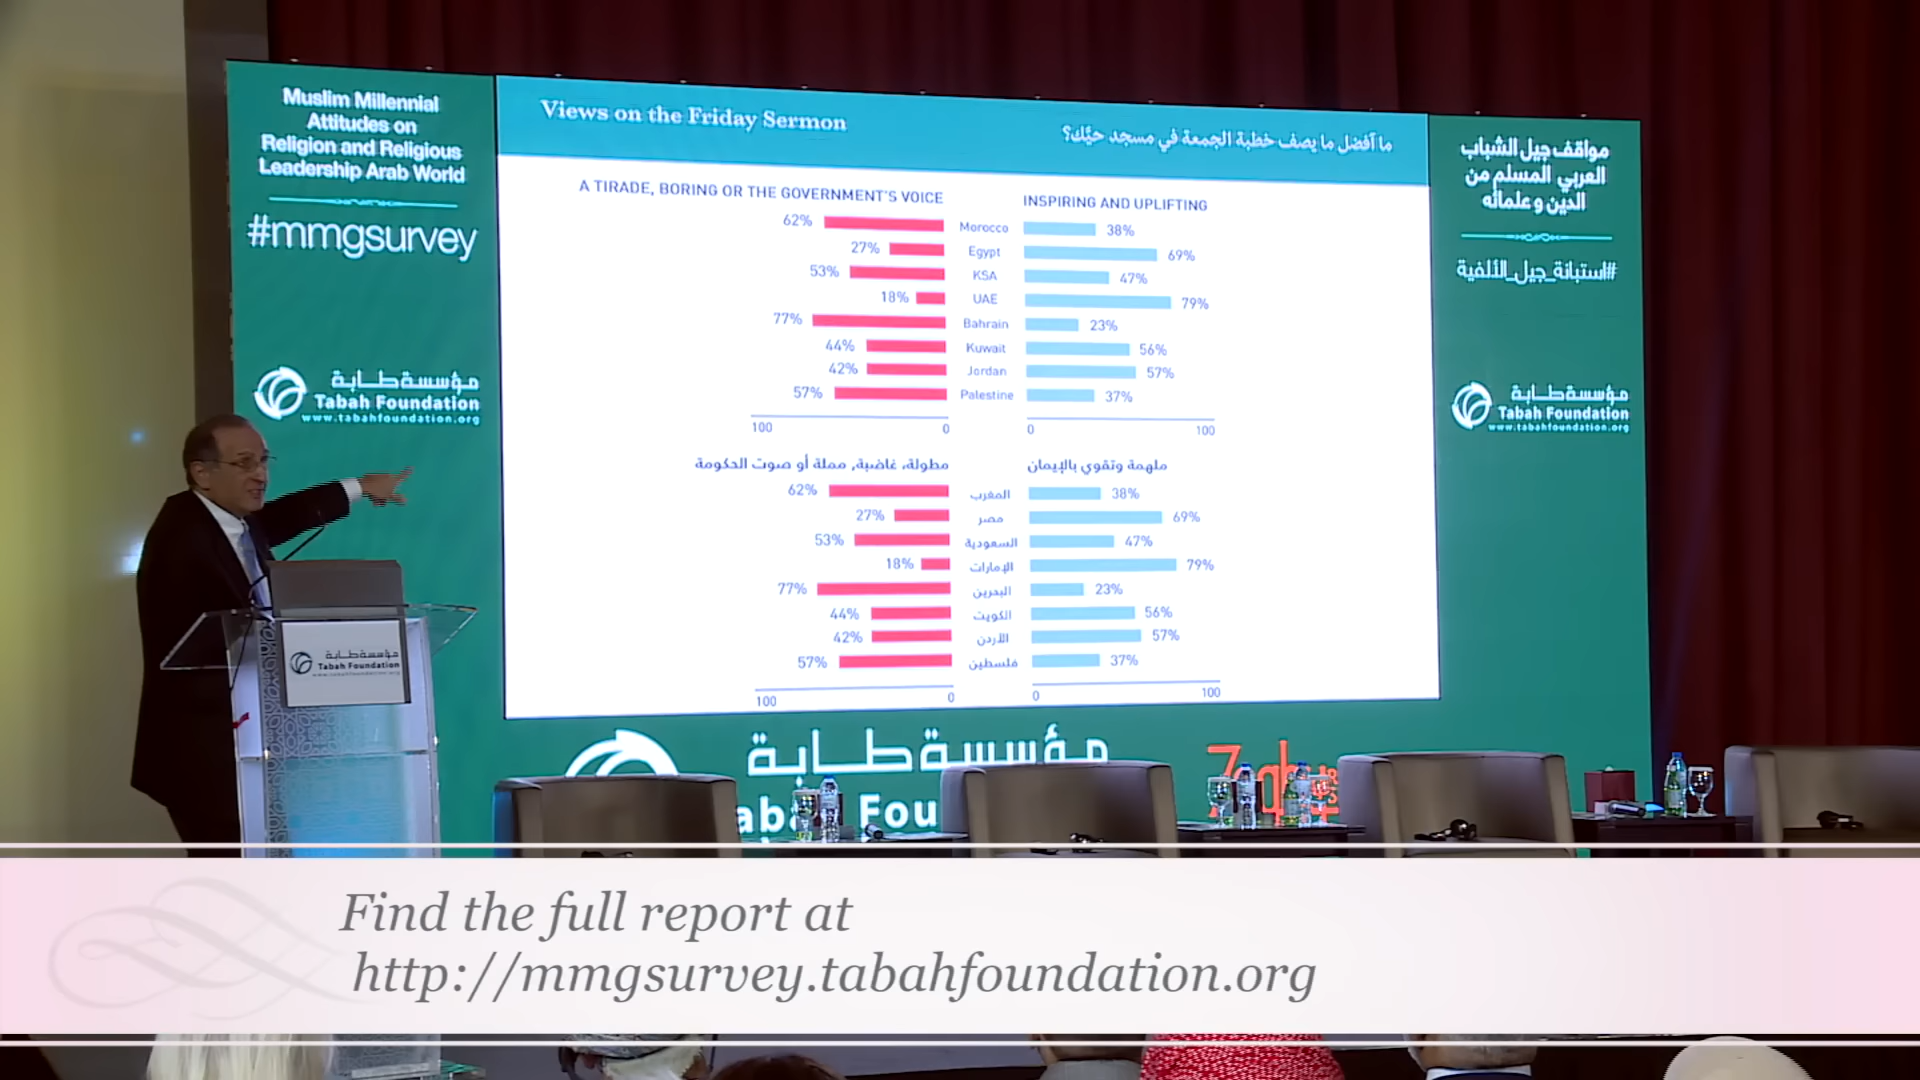 Muslim Millennial
Attitudes on
Religion and Religious
Leadership Arab World
#mmgsurvey
مؤسسة طابة
Tabah Foundation
www.tabahfoundation.org
Views on the Friday Sermon
ما أفضل ما يصف خطبة الجمعة في مسجد حيّك؟
A TIRADE, BORING OR THE GOVERNMENT'S VOICE
INSPIRING AND UPLIFTING
62% Morocco 38%
27% Egypt 69%
53% KSA 47%
18% UAE 79%
77% Bahrain 23%
44% Kuwait 56%
42% Jordan 57%
57% Palestine 37%
100 0 0 100
مطولة، غاضبة، مملة أو صوت الحكومة
ملهمة وتقوي بالإيمان
62% المغرب 38%
27% مصر 69%
53% السعودية 47%
18% الإمارات 79%
77% البحرين 23%
44% الكويت 56%
42% الأردن 57%
57% فلسطين 37%
100 0 0 100
مواقف جيل الشباب
العربي المسلم من
الدين و علمائه
#استبانة_جيل_الألفية
مؤسسة طابة
Tabah Foundation
www.tabahfoundation.org
مؤسسة طابة
Tabah Foundation
www.tabahfoundation.org
مؤسسة طابة
Fou
Find the full report at
http://mmgsurvey.tabahfoundation.org